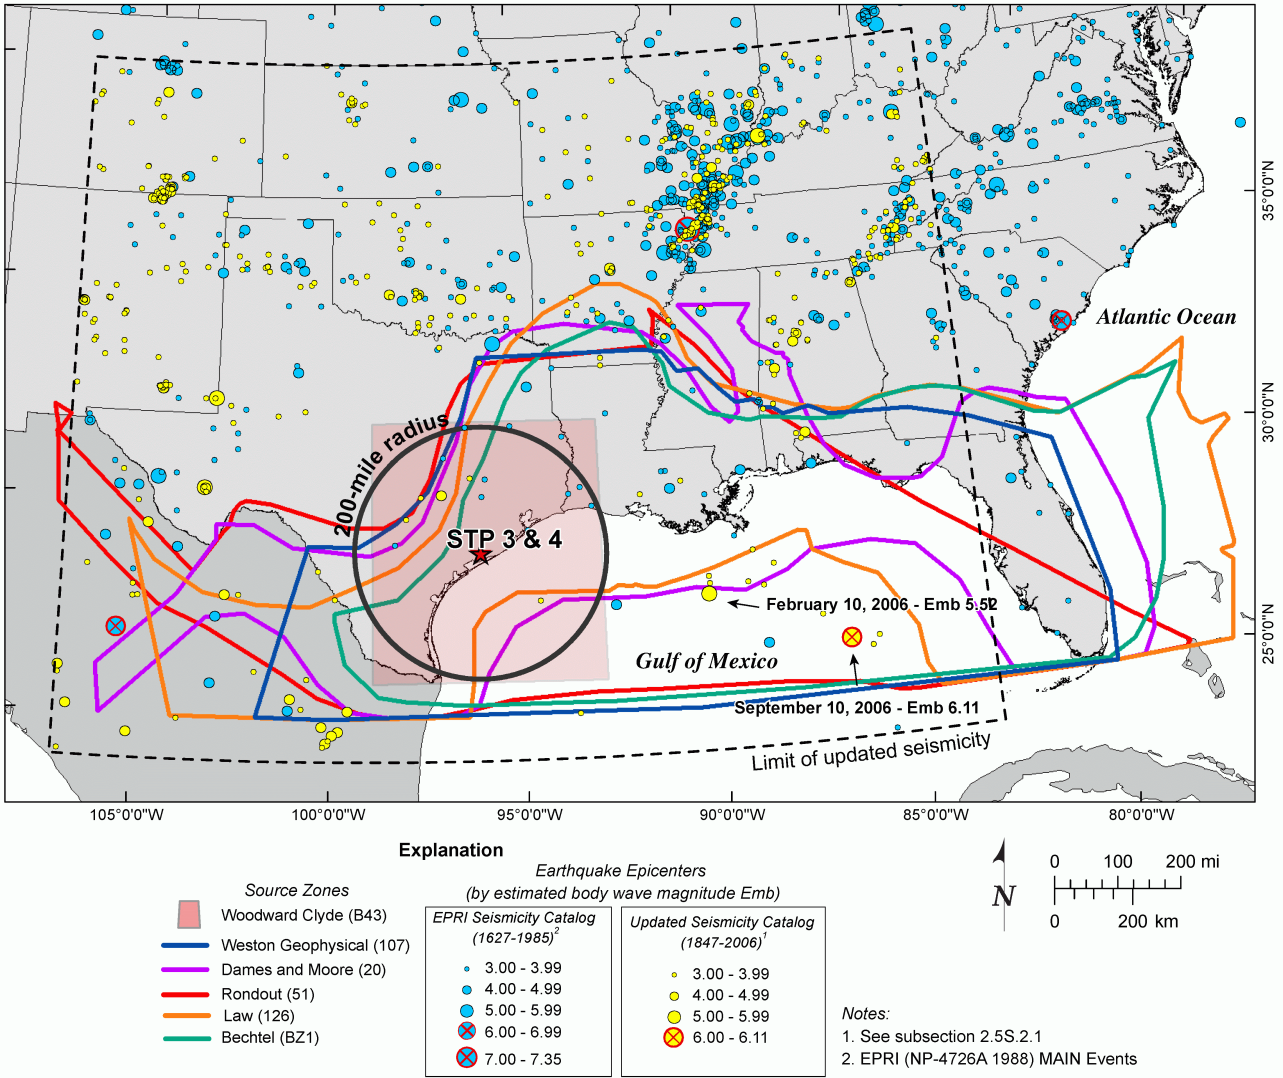 35°0'0"N
Atlantic Ocean
30°0'0"N
200-mile radius
STP 3 & 4
February 10, 2006 - Emb 5.52
25°0'0"N
Gulf of Mexico
September 10, 2006 - Emb 6.11
Limit of updated seismicity
105°0'0"W
100°0'0"W
95°0'0"W
90°0'0"W
85°0'0"W
80°0'0"W
Explanation
Source Zones
Woodward Clyde (B43)
Weston Geophysical (107)
Dames and Moore (20)
Rondout (51)
Law (126)
Bechtel (BZ1)
Earthquake Epicenters
(by estimated body wave magnitude Emb)
EPRI Seismicity Catalog
(1627-1985)2
3.00 - 3.99
4.00 - 4.99
5.00 - 5.99
6.00 - 6.99
7.00 - 7.35
Updated Seismicity Catalog
(1847-2006)1
3.00 - 3.99
4.00 - 4.99
5.00 - 5.99
6.00 - 6.11
N
0 100 200 mi
0 200 km
Notes:
1. See subsection 2.5S.2.1
2. EPRI (NP-4726A 1988) MAIN Events